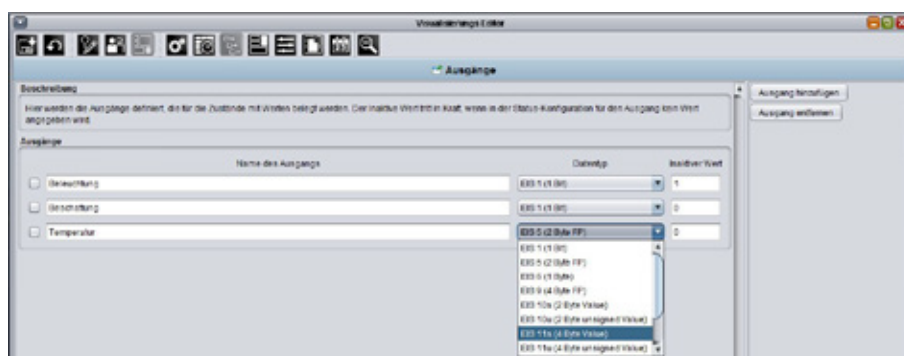 Visualisierungs Editor
Ausgänge
Beschreibung
Hier werden die Ausgänge definiert, die für die Zustände mit Werten belegt werden. Der Inaktive Wert tritt in Kraft, wenn in der Status-Konfiguration für den Ausgang kein Wert
angegeben wird.
Ausgang hinzufügen
Ausgang entfernen
Ausgänge
Name des Ausgangs Datentyp Inaktiver Wert
Beleuchtung EIS 1 (1 Bit) 1
Beschattung EIS 1 (1 Bit) 0
Temperatur EIS 5 (2 Byte FP) 0
EIS 1 (1 Bit)
EIS 5 (2 Byte FP)
EIS 6 (1 Byte)
EIS 9 (4 Byte FP)
EIS 10s (2 Byte Value)
EIS 10u (2 Byte unsigned Value)
EIS 11s (4 Byte Value)
EIS 11u (4 Byte unsigned Value)